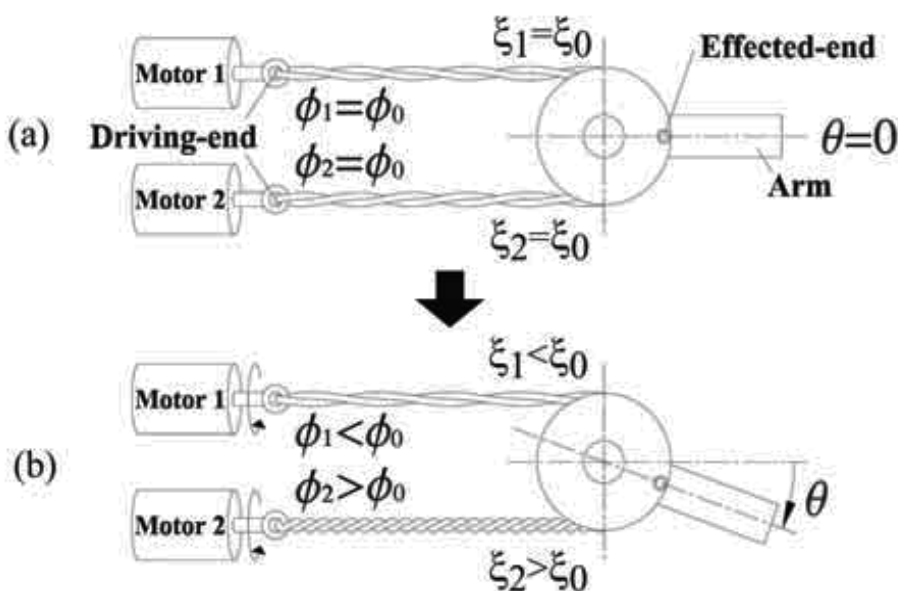 ξ1=ξ0
Effected-end
Motor 1
ϕ1=ϕ0
(a)
Driving-end
θ=0
ϕ2=ϕ0
Arm
Motor 2
ξ2=ξ0
ξ1<ξ0
Motor 1
ϕ1<ϕ0
(b)
ϕ2>ϕ0
θ
Motor 2
ξ2>ξ0